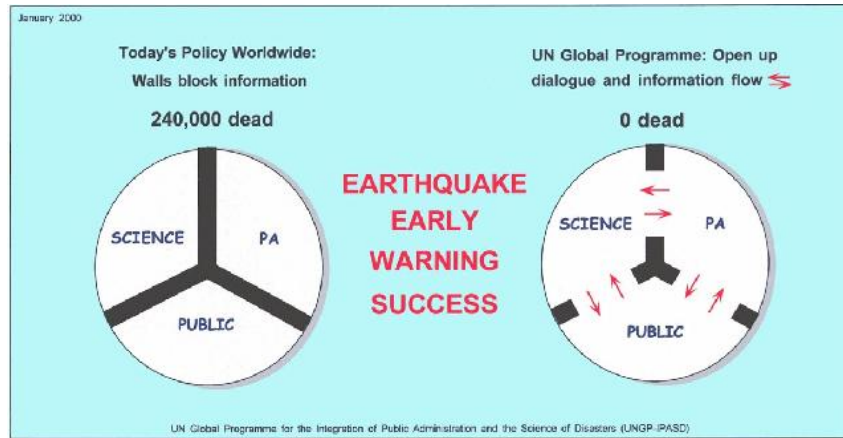 January 2000
Today's Policy Worldwide:
Walls block information
240,000 dead
SCIENCE
PA
PUBLIC
EARTHQUAKE
EARLY
WARNING
SUCCESS
UN Global Programme: Open up
dialogue and information flow
0 dead
SCIENCE
PA
PUBLIC
UN Global Programme for the Integration of Public Administration and the Science of Disasters (UNGP-IPASD)